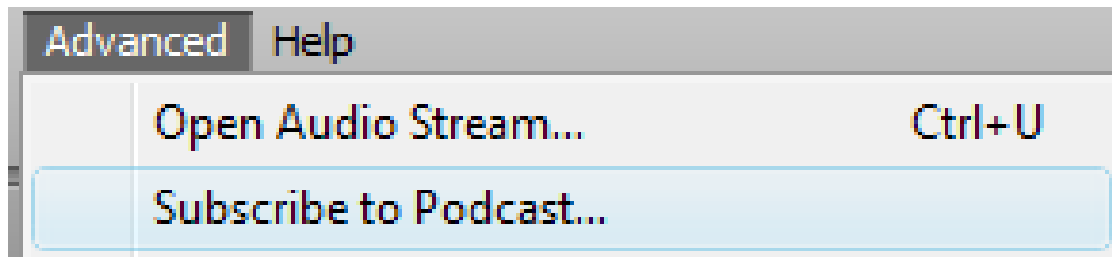 Advanced Help
Open Audio Stream... Ctrl+U
Subscribe to Podcast...